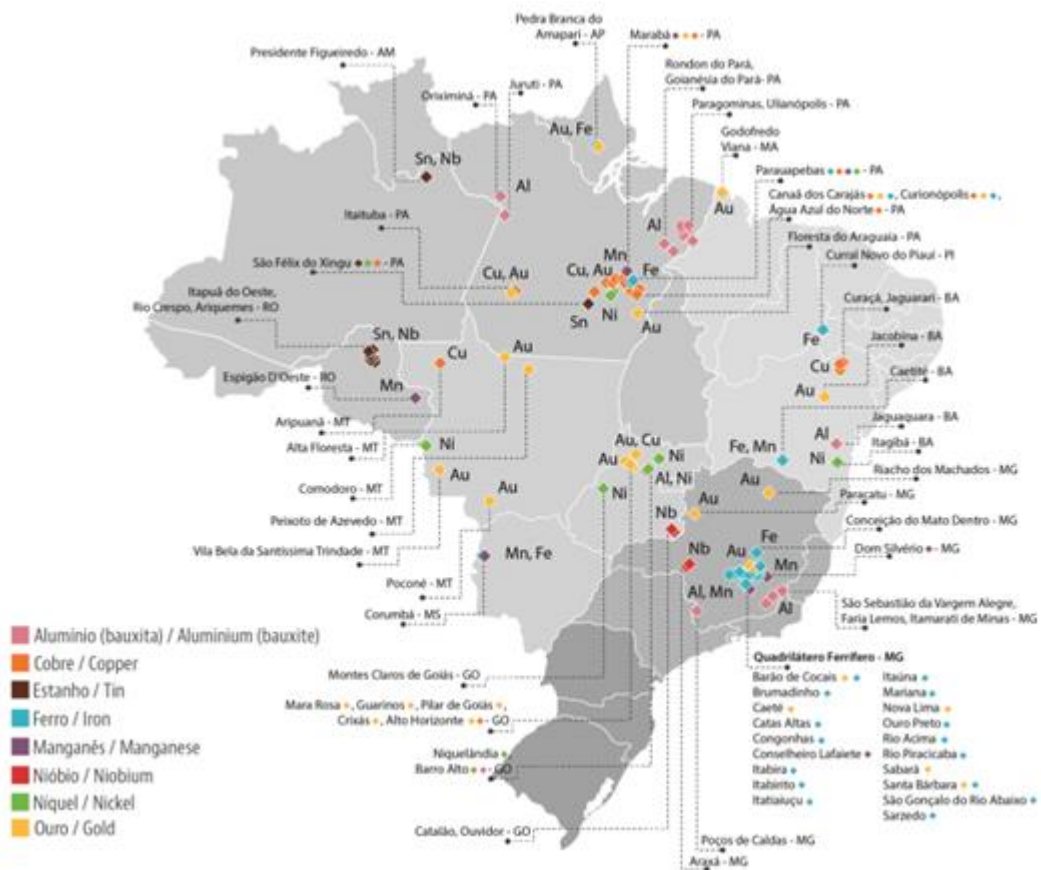 Pedra Branca do
Amapari - AP
Marabá - PA
Presidente Figueiredo - AM
Rondon do Pará,
Goianésia do Pará- PA
Juruti - PA
Oriximiná - PA
Paragominas, Ulianópolis - PA
Au, Fe
Godofredo
Viana - MA
Sn, Nb
Parauapebas - PA
Al
Canaã dos Carajás, Curionópolis,
Água Azul do Norte - PA
Au
Itaituba - PA
Al
Floresta do Araguaia - PA
Mn
Curral Novo do Piauí - PI
São Félix do Xingu - PA
Cu, Au
Cu, Au
Fe
Itapuã do Oeste,
Rio Crespo, Ariquemes - RO
Ni
Curaçá, Jaguarari - BA
Sn
Au
Sn, Nb
Fe
Jacobina - BA
Cu
Au
Cu
Caetité - BA
Espigão D'Oeste - RO
Mn
Au
Jaguaquara - BA
Aripuanã - MT
Al
Itagibá - BA
Alta Floresta - MT
Ni
Au, Cu
Fe, Mn
Ni
Au
Ni
Riacho dos Machados - MG
Au
Al, Ni
Au
Comodoro - MT
Ni
Paracatu - MG
Au
Au
Peixoto de Azevedo - MT
Nb
Conceição do Mato Dentro - MG
Vila Bela da Santíssima Trindade - MT
Fe
Mn, Fe
Nb
Au
Mn
Dom Silvério - MG
Poconé - MT
Al, Mn
Al
São Sebastião da Vargem Alegre,
Faria Lemos, Itamarati de Minas - MG
Corumbá - MS
Alumínio (bauxita) / Aluminium (bauxite)
Cobre / Copper
Estanho / Tin
Ferro / Iron
Manganês / Manganese
Nióbio / Niobium
Níquel / Nickel
Ouro / Gold
Montes Claros de Goiás - GO
Mara Rosa, Guarinos, Pilar de Goiás,
Crixás, Alto Horizonte - GO
Niquelândia
Barro Alto - GO
Catalão, Ouvidor - GO
Poços de Caldas - MG
Araxá - MG
Quadrilátero Ferrífero - MG
Barão de Cocais
Brumadinho
Caeté
Catas Altas
Congonhas
Conselheiro Lafaiete
Itabira
Itabirito
Itatiaiuçu
Itaúna
Mariana
Nova Lima
Ouro Preto
Rio Acima
Rio Piracicaba
Sabará
Santa Bárbara
São Gonçalo do Rio Abaixo
Sarzedo